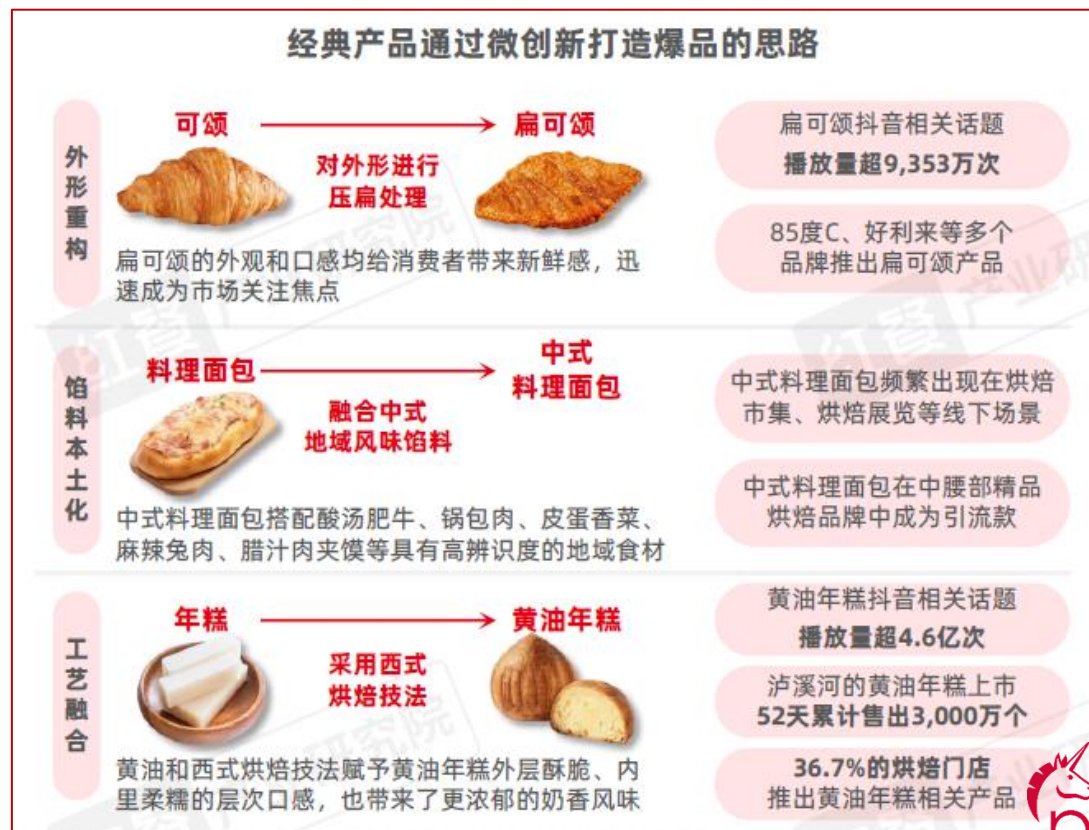 经典产品通过微创新打造爆品的思路
外形重构
可颂
扁可颂
对外形进行
压扁处理
扁可颂的外观和口感均给消费者带来新鲜感，迅
速成为市场关注焦点
扁可颂抖音相关话题
播放量超9,353万次
85度C、好利来等多个
品牌推出扁可颂产品
馅料本土化
料理面包
中式
料理面包
融合中式
地域风味馅料
中式料理面包搭配酸汤肥牛、锅包肉、皮蛋香菜、
麻辣兔肉、腊汁肉夹馍等具有高辨识度的地域食材
中式料理面包频繁出现在烘焙
市集、烘焙展览等线下场景
中式料理面包在中腰部精品
烘焙品牌中成为引流款
工艺融合
年糕
黄油年糕
采用西式
烘焙技法
黄油和西式烘焙技法赋予黄油年糕外层酥脆、内
里柔糯的层次口感，也带来了更浓郁的奶香风味
黄油年糕抖音相关话题
播放量超4.6亿次
泸溪河的黄油年糕上市
52天累计售出3,000万个
36.7%的烘焙门店
推出黄油年糕相关产品